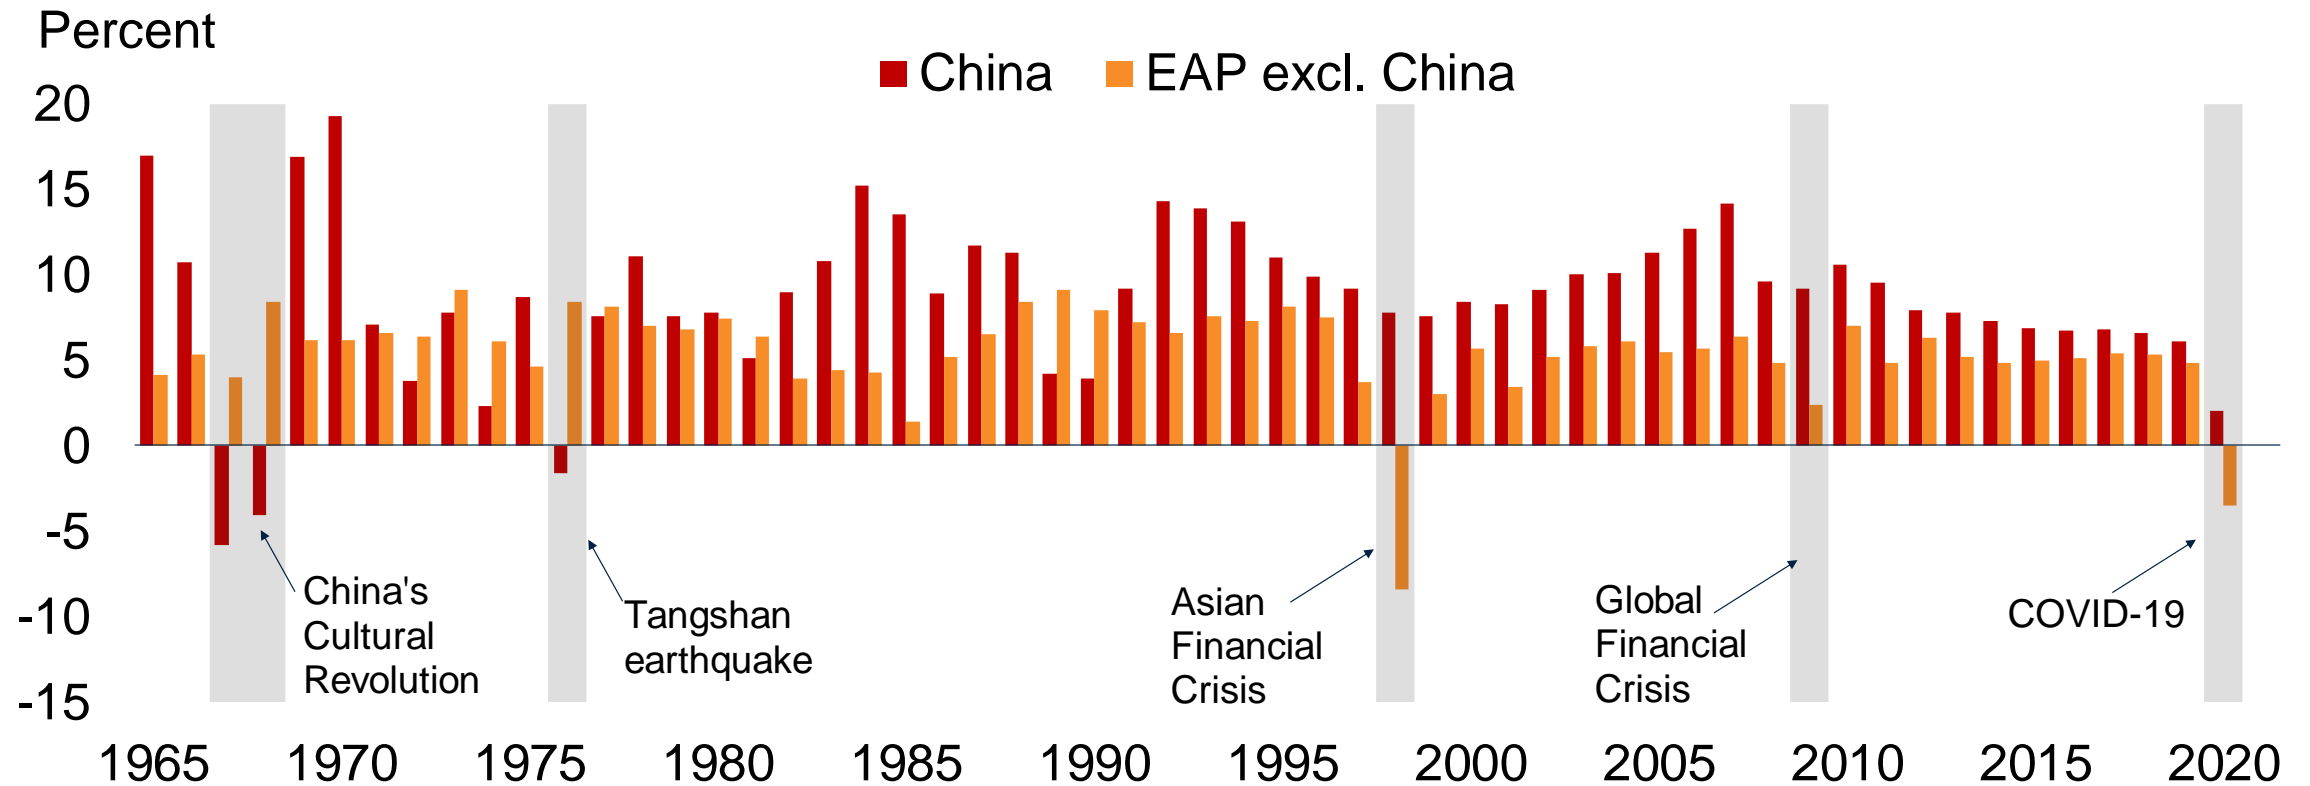 Percent
China
EAP excl. China
20
15
10
5
0
-5
-10
-15
China's
Cultural
Revolution
Tangshan
earthquake
Asian
Financial
Crisis
Global
Financial
Crisis
COVID-19
1965 1970 1975 1980 1985 1990 1995 2000 2005 2010 2015 2020